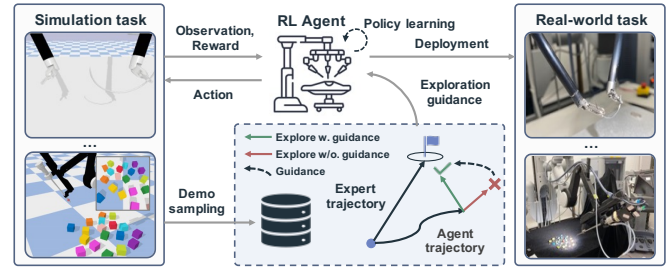 Simulation task
...
Observation,
Reward
Action
RL Agent
Policy learning
Deployment
Exploration
guidance
Real-world task
...
Demo
sampling
Explore w. guidance
Explore w/o. guidance
Guidance
Expert
trajectory
Agent
trajectory